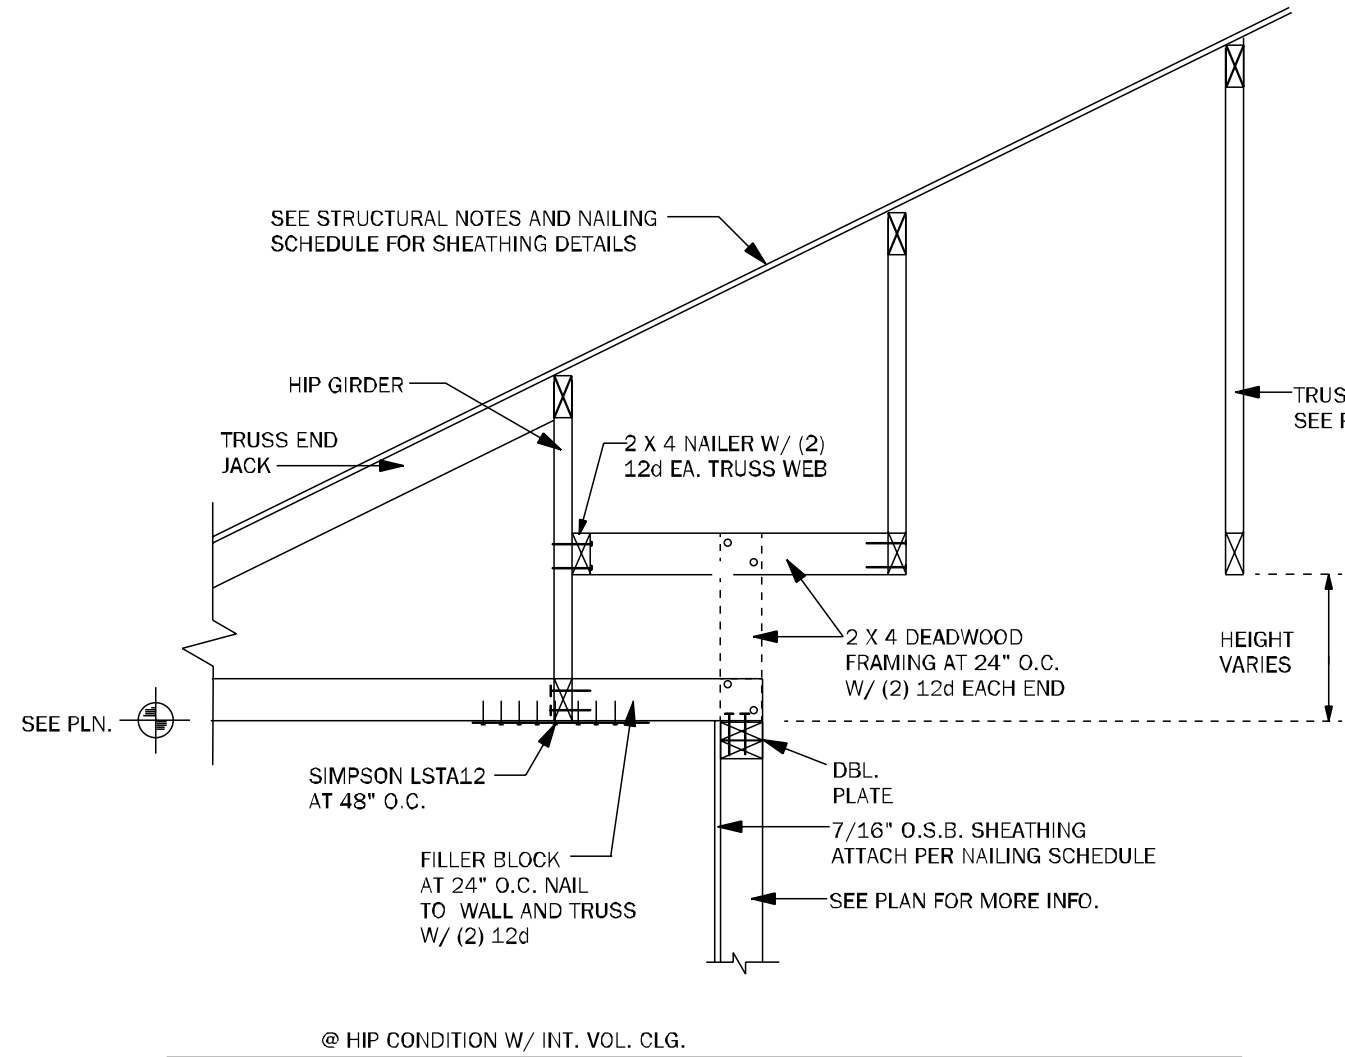 SEE STRUCTURAL NOTES AND NAILING
SCHEDULE FOR SHEATHING DETAILS
HIP GIRDER
TRUSS END
JACK
2 X 4 NAILER W/ (2)
12d EA. TRUSS WEB
TRUS
SEE
2 X 4 DEADWOOD
FRAMING AT 24" O.C.
W/ (2) 12d EACH END
HEIGHT
VARIES
SEE PLN.
SIMPSON LSTA12
AT 48" O.C.
DBL.
PLATE
7/16" O.S.B. SHEATHING
ATTACH PER NAILING SCHEDULE
FILLER BLOCK
AT 24" O.C. NAIL
TO WALL AND TRUSS
W/ (2) 12d
SEE PLAN FOR MORE INFO.
@ HIP CONDITION W/ INT. VOL. CLG.